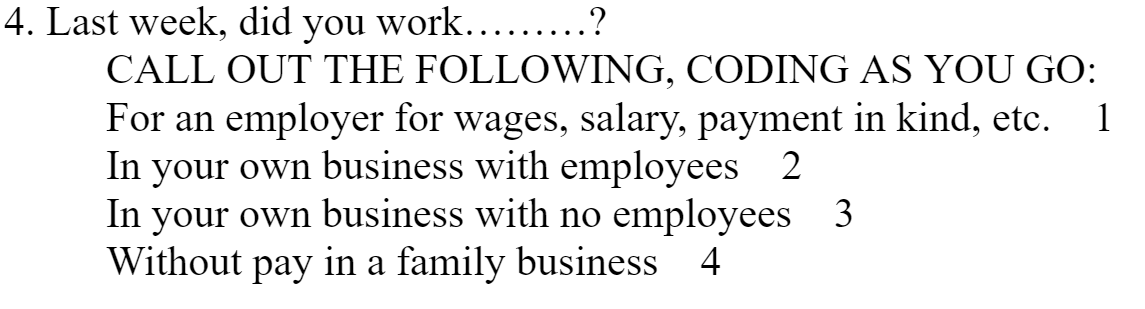 4. Last week, did you work.........?
CALL OUT THE FOLLOWING, CODING AS YOU GO:
For an employer for wages, salary, payment in kind, etc. 1
In your own business with employees 2
In your own business with no employees 3
Without pay in a family business 4